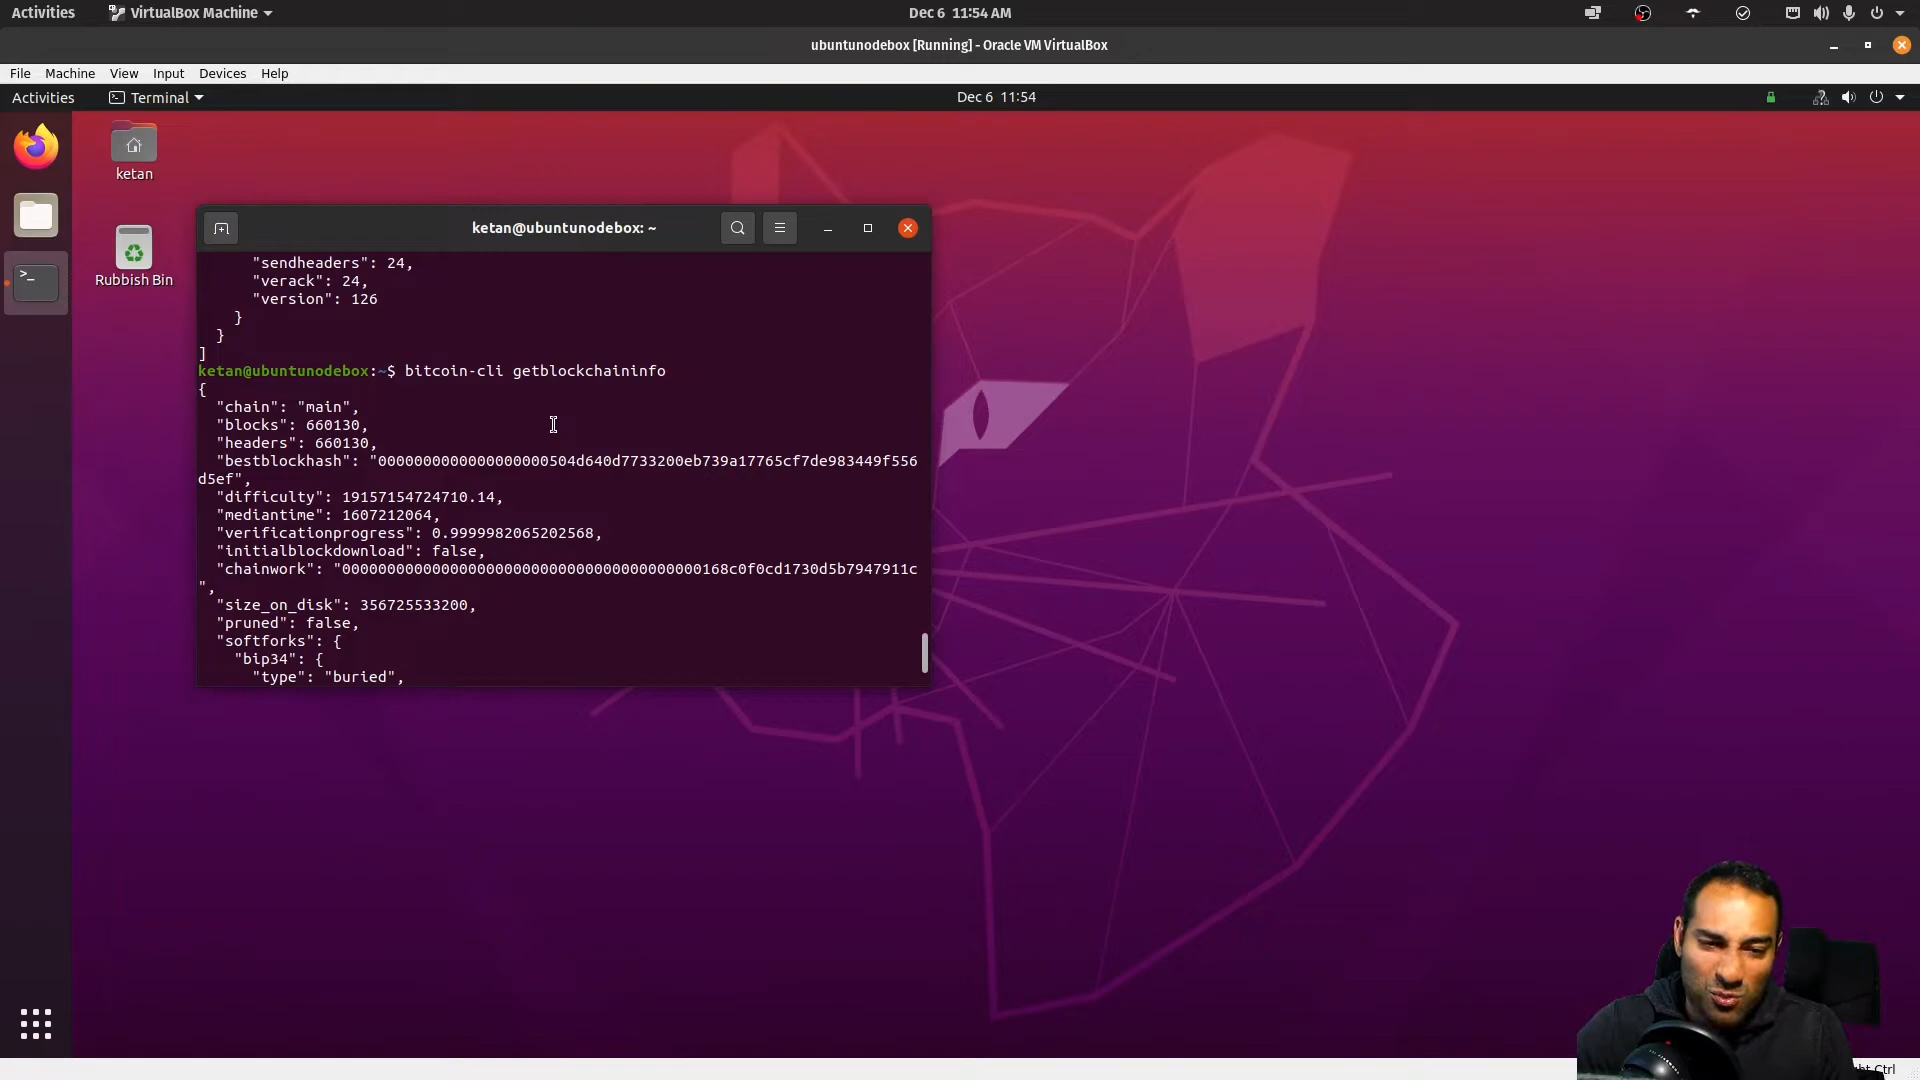 Activities VirtualBox Machine Dec 6 11:54 AM
ubuntunodebox [Running] - Oracle VM VirtualBox
File Machine View Input Devices Help
Activities Terminal Dec 6 11:54
ketan
Rubbish Bin
ketan@ubuntunodebox: ~
"sendheaders": 24,
"verack": 24,
"version": 126
}
}
]
ketan@ubuntunodebox:~$ bitcoin-cli getblockchaininfo
{
"chain": "main",
"blocks": 660130,
"headers": 660130,
"bestblockhash": "0000000000000000000504d640d7733200eb739a17765cf7de983449f556
d5ef",
"difficulty": 19157154724710.14,
"mediantime": 1607212064,
"verificationprogress": 0.9999982065202568,
"initialblockdownload": false,
"chainwork": "0000000000000000000000000000000000000000168c0f0cd1730d5b7947911c
",
"size_on_disk": 356725533200,
"pruned": false,
"softforks": {
"bip34": {
"type": "buried",
Ctrl